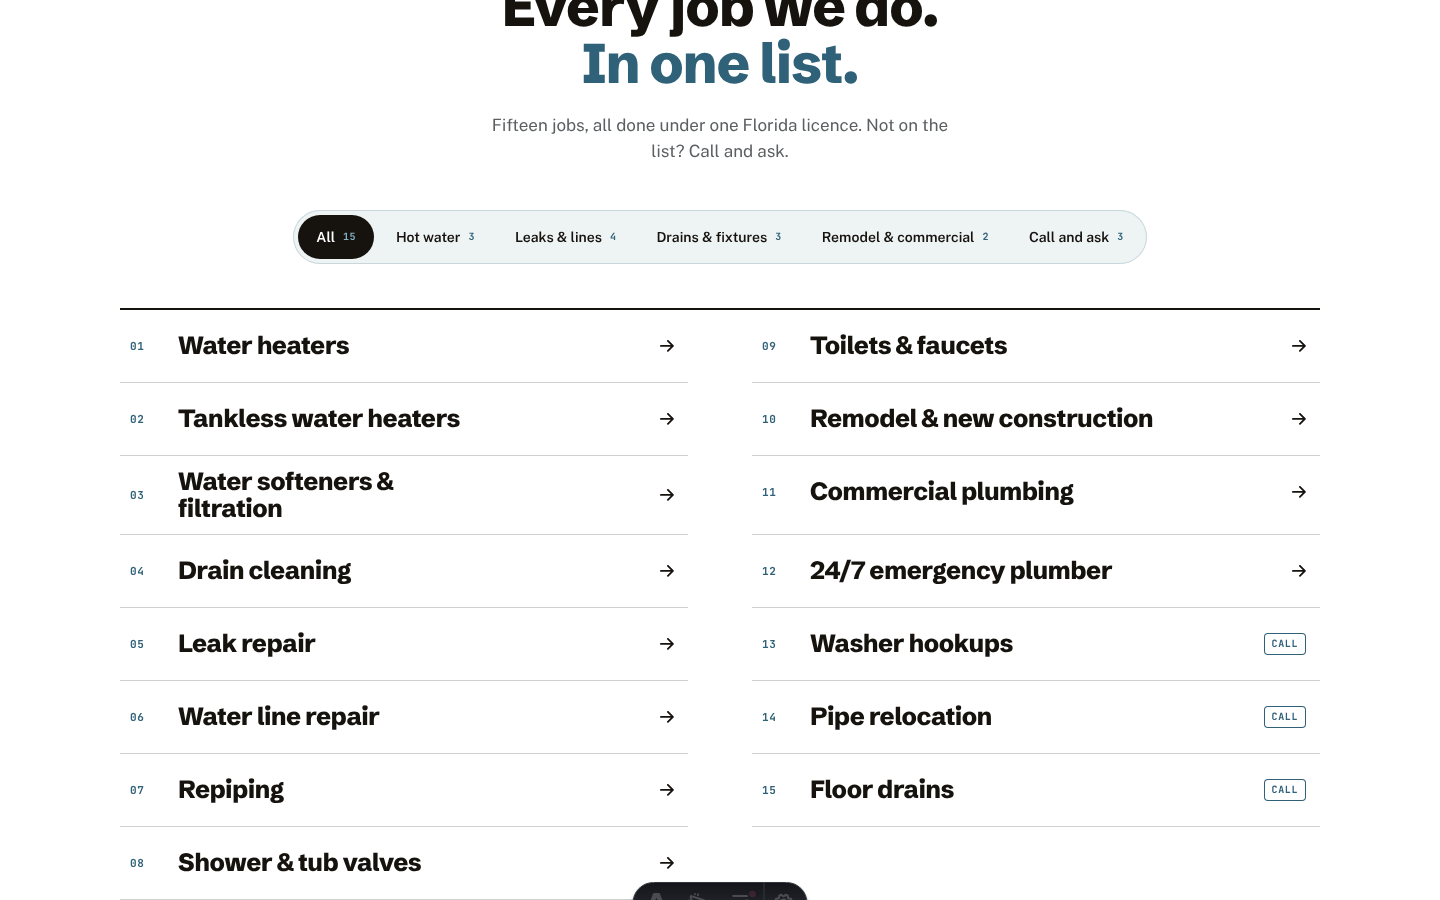 Every job we do.
In one list.
Fifteen jobs, all done under one Florida licence. Not on the
list? Call and ask.
All 15
Hot water 3
Leaks & lines 4
Drains & fixtures 3
Remodel & commercial 2
Call and ask 3
01 Water heaters
02 Tankless water heaters
03 Water softeners &
filtration
04 Drain cleaning
05 Leak repair
06 Water line repair
07 Repiping
08 Shower & tub valves
09 Toilets & faucets
10 Remodel & new construction
11 Commercial plumbing
12 24/7 emergency plumber
13 Washer hookups CALL
14 Pipe relocation CALL
15 Floor drains CALL